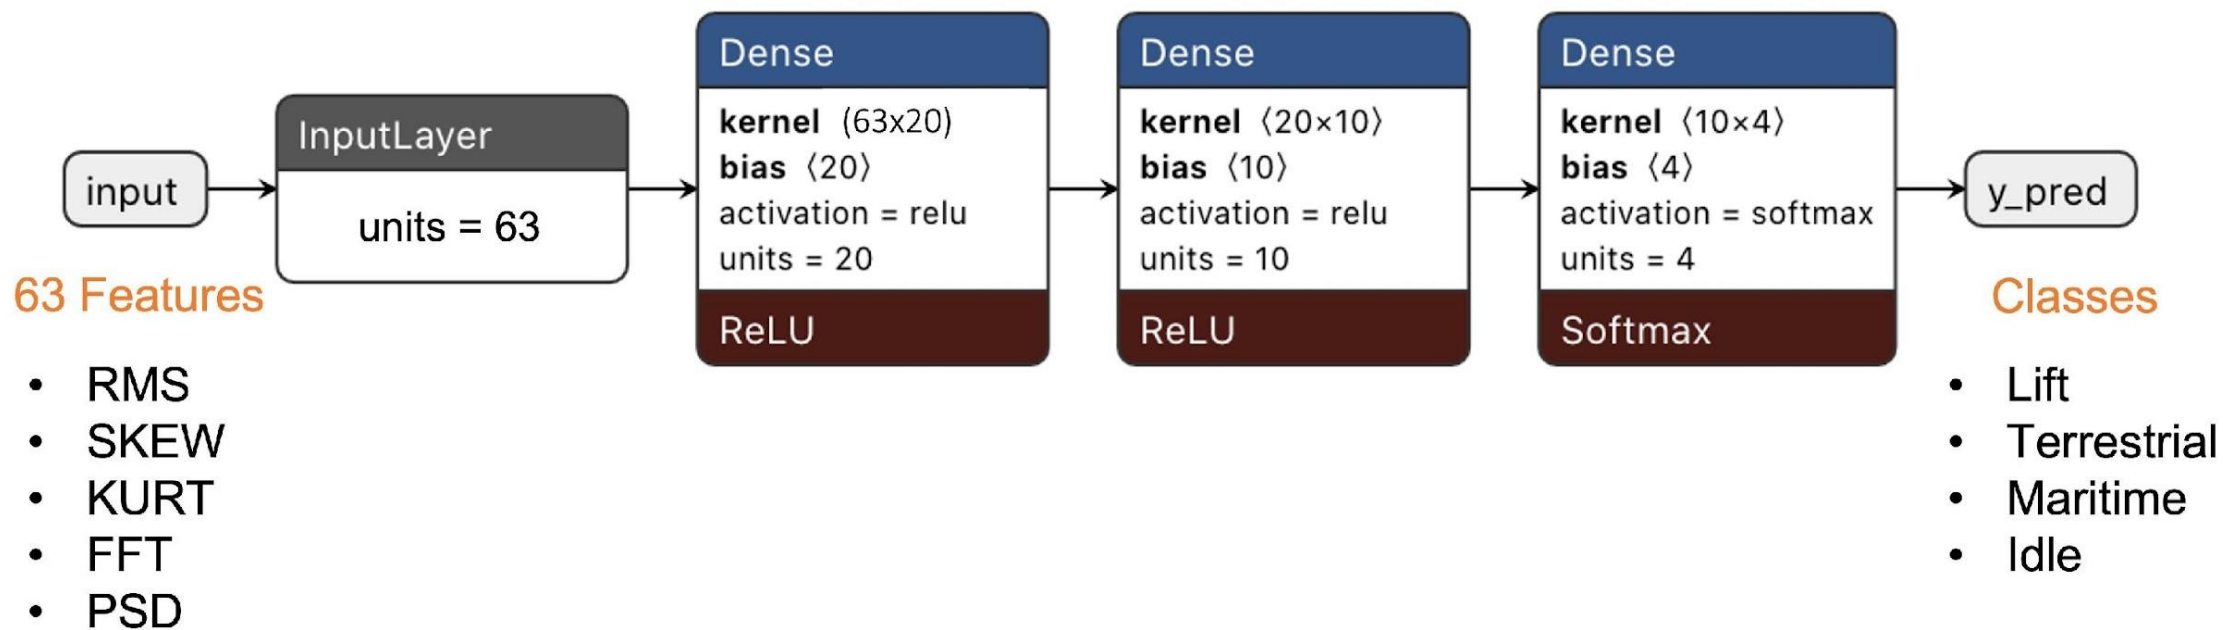 input
63 Features
• RMS
• SKEW
• KURT
• FFT
• PSD
InputLayer
units = 63
Dense
kernel (63x20)
bias ⟨20⟩
activation = relu
units = 20
ReLU
Dense
kernel ⟨20×10⟩
bias ⟨10⟩
activation = relu
units = 10
ReLU
Dense
kernel ⟨10×4⟩
bias ⟨4⟩
activation = softmax
units = 4
Softmax
y_pred
Classes
• Lift
• Terrestrial
• Maritime
• Idle